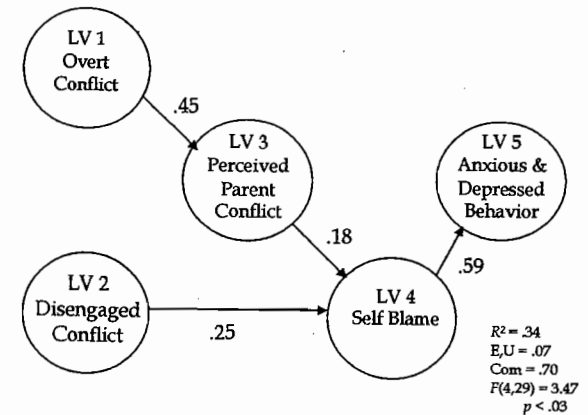 LV 1
Overt
Conflict
.45
LV 3
Perceived
Parent
Conflict
LV 5
Anxious &
Depressed
Behavior
.18
LV 2
Disengaged
Conflict
.25
LV 4
Self Blame
.59
R² = .34
E,U = .07
Com = .70
F(4,29) = 3.47
p < .03